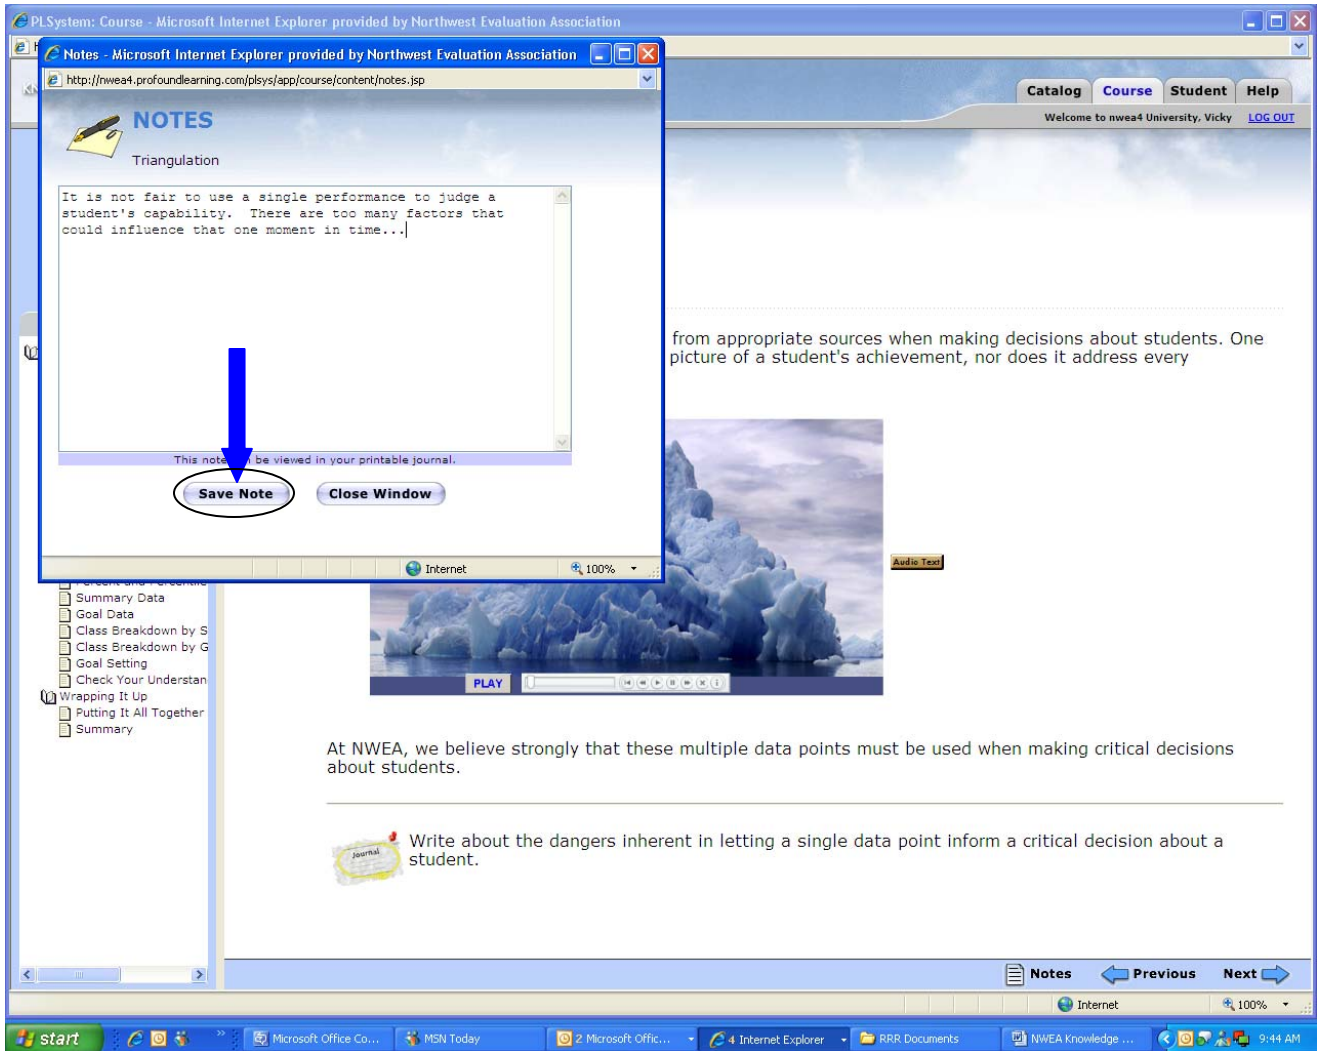 PLSystem: Course - Microsoft Internet Explorer provided by Northwest Evaluation Association
Notes - Microsoft Internet Explorer provided by Northwest Evaluation Association
http://nwea4.profoundlearning.com/plsys/app/course/content/notes.jsp
Catalog Course Student Help
Welcome to nwea4 University, Vicky LOG OUT
NOTES
Triangulation
It is not fair to use a single performance to judge a
student's capability. There are too many factors that
could influence that one moment in time...
This note be viewed in your printable journal.
Save Note Close Window
Internet 100%
from appropriate sources when making decisions about students. One
picture of a student's achievement, nor does it address every
Audio Text
PLAY
Percent and Percentile
Summary Data
Goal Data
Class Breakdown by S
Class Breakdown by G
Goal Setting
Check Your Understan
Wrapping It Up
Putting It All Together
Summary
At NWEA, we believe strongly that these multiple data points must be used when making critical decisions
about students.
Journal
Write about the dangers inherent in letting a single data point inform a critical decision about a
student.
Notes Previous Next
Internet 100%
start Microsoft Office Co... MSN Today 2 Microsoft Offic... 4 Internet Explorer RRR Documents NWEA Knowledge ... 9:44 AM